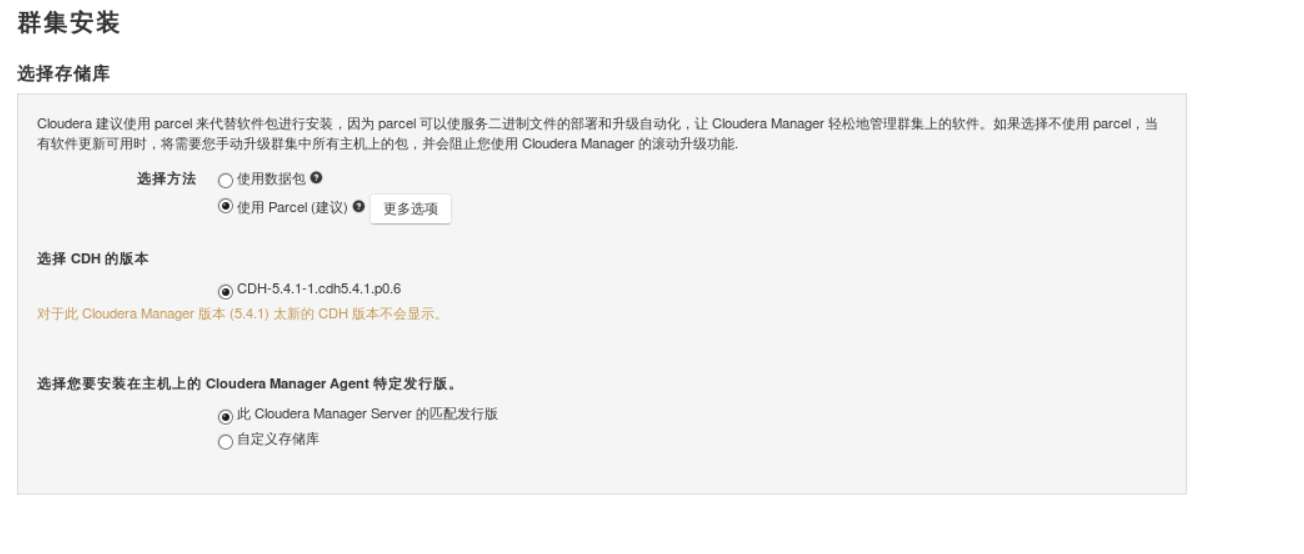 群集安装
选择存储库
Cloudera 建议使用 parcel 来代替软件包进行安装，因为 parcel 可以使服务二进制文件的部署和升级自动化，让 Cloudera Manager 轻松地管理群集上的软件。如果选择不使用 parcel，当
有软件更新可用时，将需要您手动升级群集中所有主机上的包，并会阻止您使用 Cloudera Manager 的滚动升级功能.
选择方法 使用数据包 ?
使用 Parcel (建议) ? 更多选项
选择 CDH 的版本
CDH-5.4.1-1.cdh5.4.1.p0.6
对于此 Cloudera Manager 版本 (5.4.1) 太新的 CDH 版本不会显示。
选择您要安装在主机上的 Cloudera Manager Agent 特定发行版。
此 Cloudera Manager Server 的匹配发行版
自定义存储库